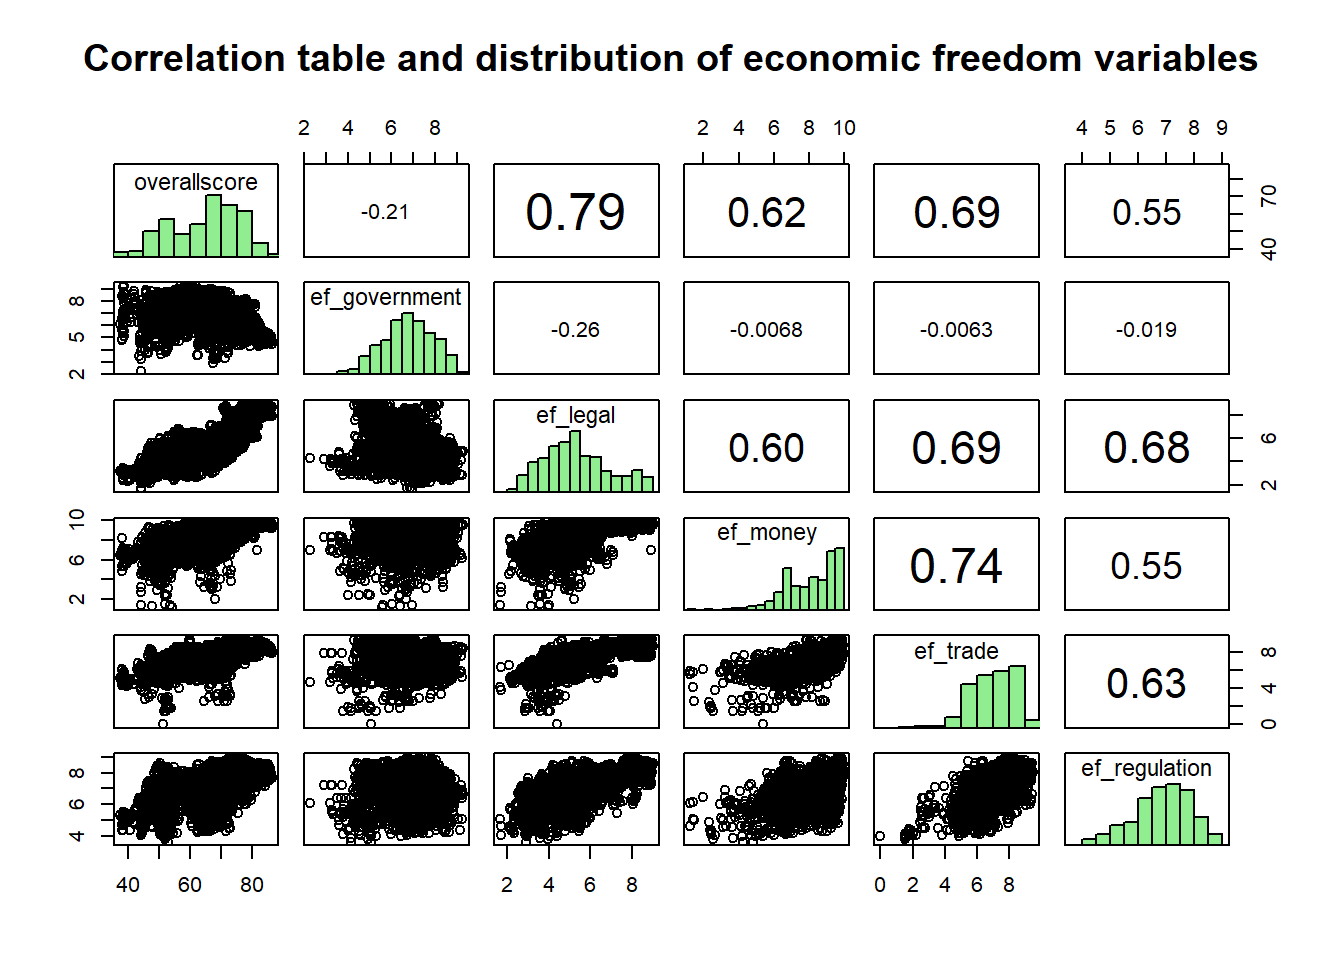 Correlation table and distribution of economic freedom variables
2 4 6 8 2 4 6 8 10 4 5 6 7 8 9
overallscore -0.21 0.79 0.62 0.69 0.55 40 70
2 5 8 ef_government -0.26 -0.0068 -0.0063 -0.019
ef_legal 0.60 0.69 0.68 2 6
2 6 10 ef_money 0.74 0.55
ef_trade 0.63 0 4 8
4 6 8 ef_regulation
40 60 80 2 4 6 8 0 2 4 6 8